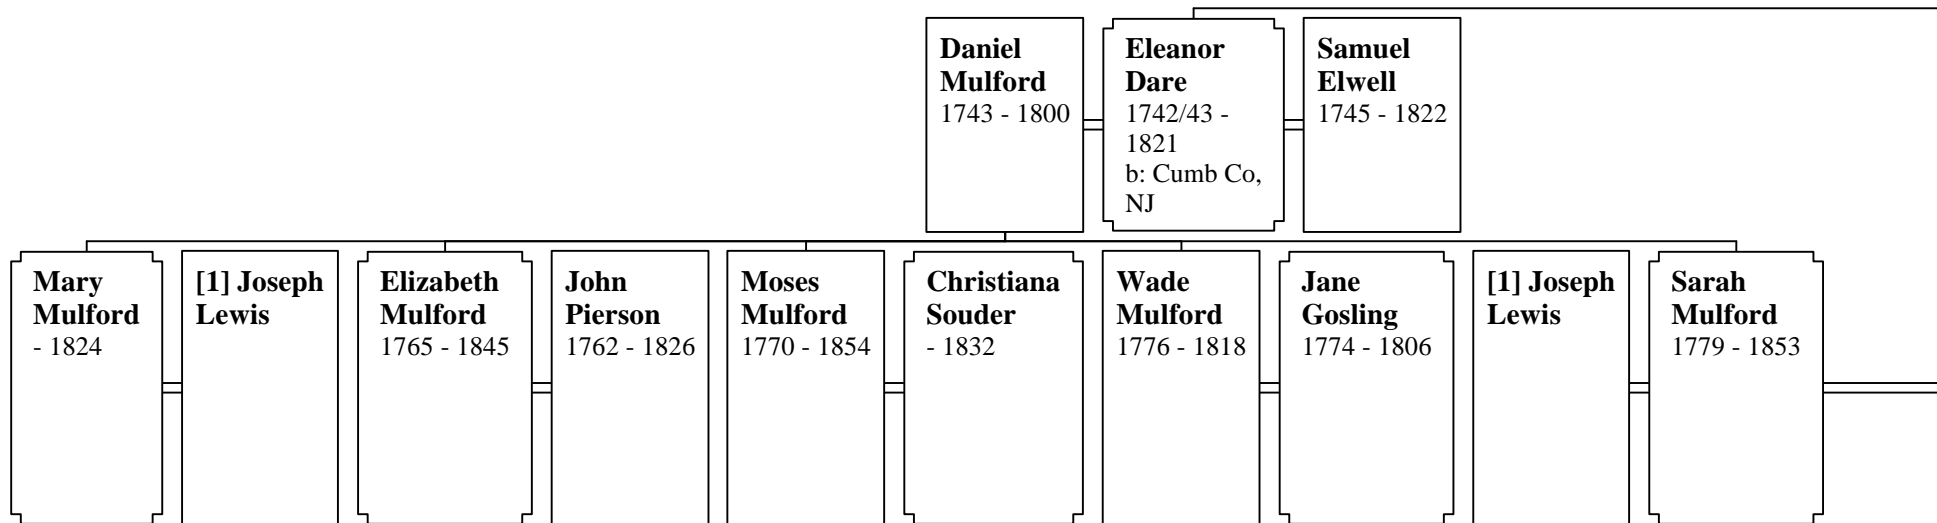 Daniel
Mulford
1743 - 1800
Eleanor
Dare
1742/43 -
1821
b: Cumb Co,
NJ
Samuel
Elwell
1745 - 1822
Mary
Mulford
- 1824
[1] Joseph
Lewis
Elizabeth
Mulford
1765 - 1845
John
Pierson
1762 - 1826
Moses
Mulford
1770 - 1854
Christiana
Souder
- 1832
Wade
Mulford
1776 - 1818
Jane
Gosling
1774 - 1806
[1] Joseph
Lewis
Sarah
Mulford
1779 - 1853